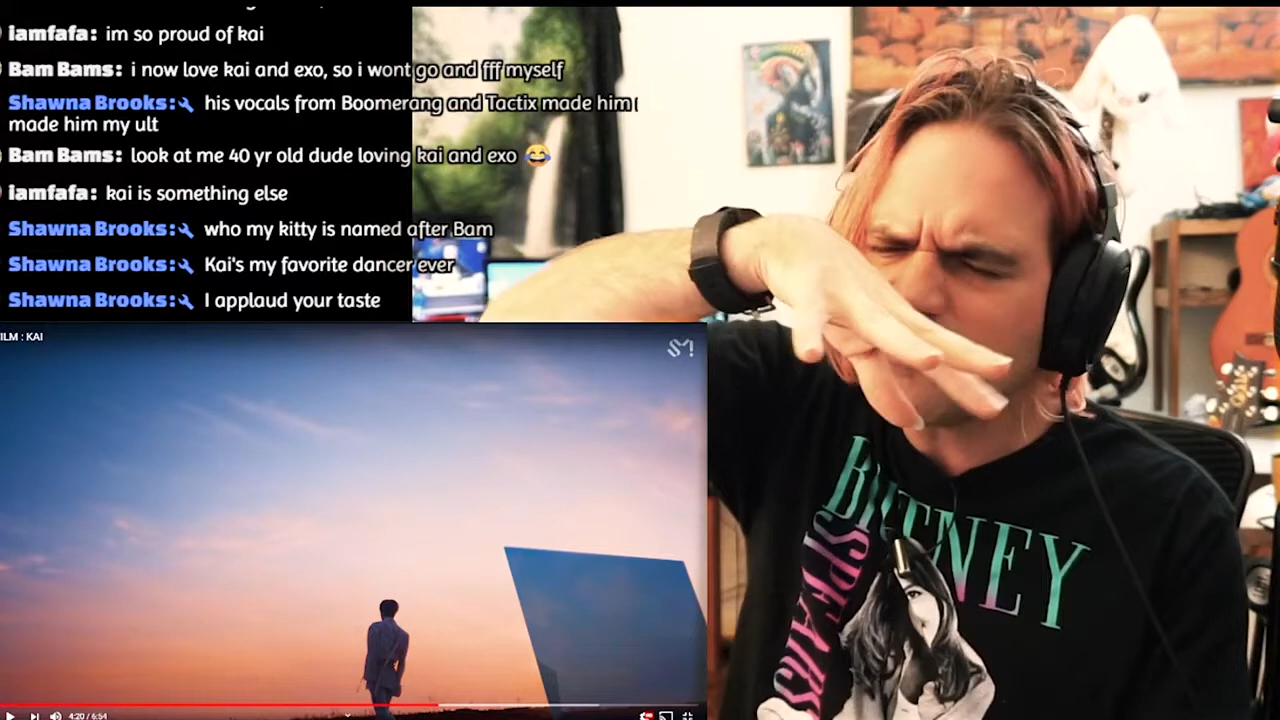 iamfafa: im so proud of kai
Bam Bams: i now love kai and exo, so i wont go and fff myself
Shawna Brooks: his vocals from Boomerang and Tactix made him
made him my ult
Bam Bams: look at me 40 yr old dude loving kai and exo 😂
iamfafa: kai is something else
Shawna Brooks: who my kitty is named after Bam
Shawna Brooks: Kai's my favorite dancer ever
Shawna Brooks: I applaud your taste
ILM : KAI
SM!
BRITNEY
SPEARS
4:20 / 6:54